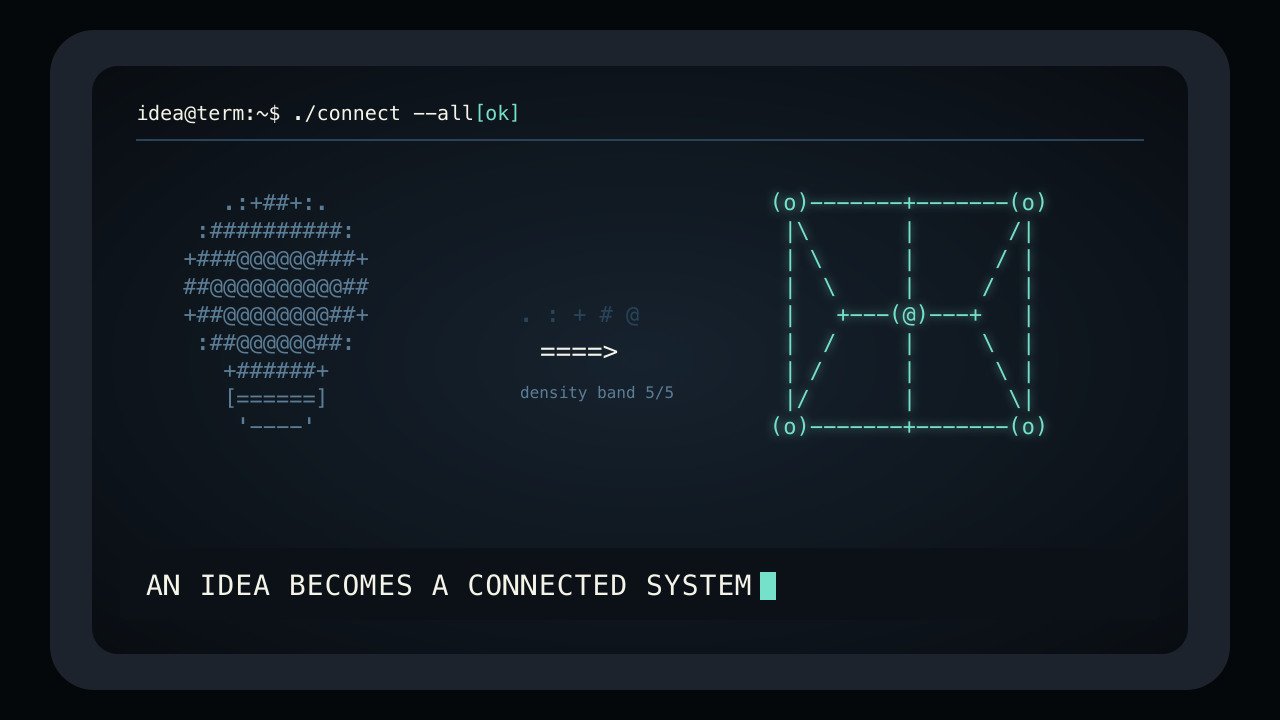 idea@term:~$ ./connect --all[ok]
   .:+##+:.
 :##########:
+###@@@@@@###+
##@@@@@@@@@@##
+##@@@@@@@@##+
 :##@@@@@@##:
   +######+
   [======]
    '----'
. : + # @
====>
density band 5/5
(o)-------+-------(o)
 |\       |       /|
 | \      |      / |
 |  \     |     /  |
 |   +---(@)---+   |
 |  /     |     \  |
 | /      |      \ |
 |/       |       \|
(o)-------+-------(o)
AN IDEA BECOMES A CONNECTED SYSTEM